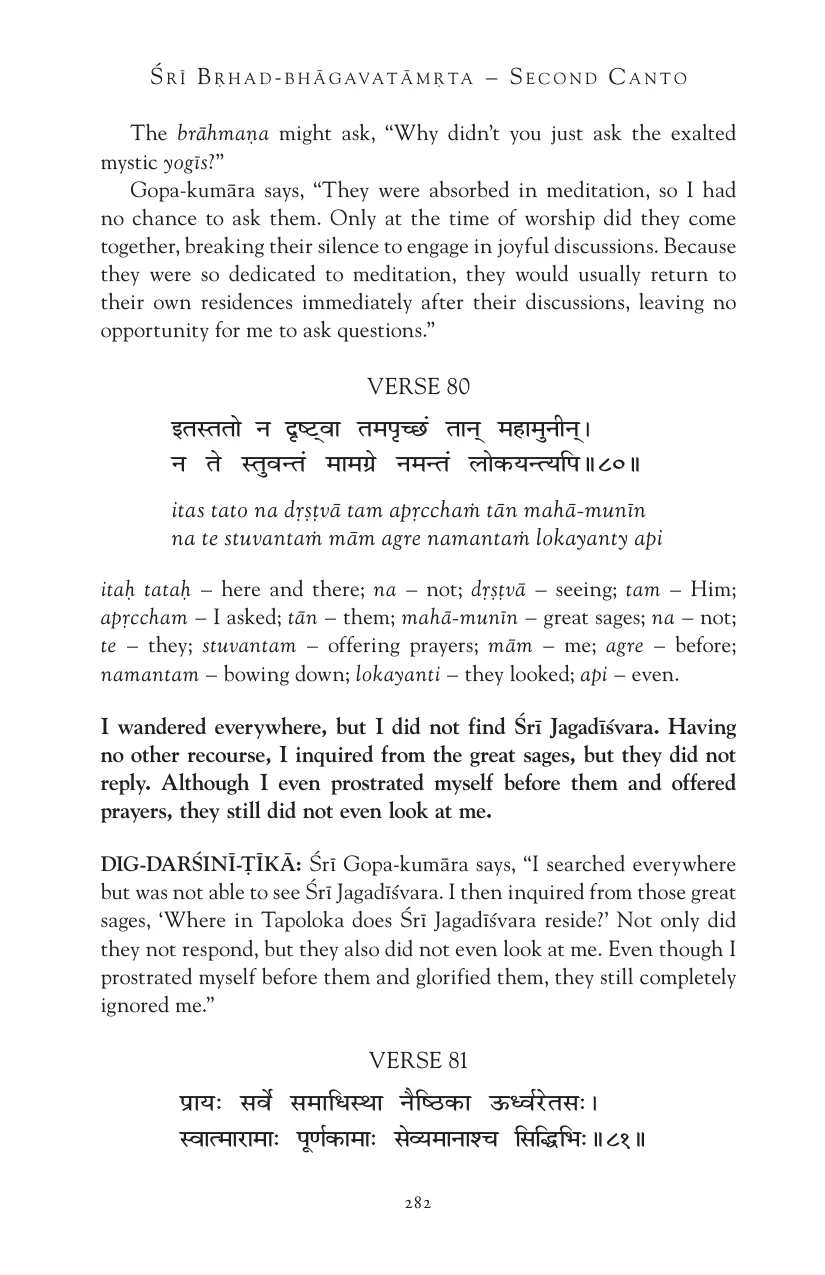 ŚRĪ BṚHAD-BHĀGAVATĀMṚTA – SECOND CANTO
The brāhmaṇa might ask, “Why didn’t you just ask the exalted
mystic yogīs?”
Gopa-kumāra says, “They were absorbed in meditation, so I had
no chance to ask them. Only at the time of worship did they come
together, breaking their silence to engage in joyful discussions. Because
they were so dedicated to meditation, they would usually return to
their own residences immediately after their discussions, leaving no
opportunity for me to ask questions.”
VERSE 80
इतस्ततो न दृष्ट्वा तमपृच्छं तान् महामुनीन्।
न ते स्तुवन्तं मामग्रे नमन्तं लोकयन्त्यपि॥८०॥
itas tato na dṛṣṭvā tam apṛcchaṁ tān mahā-munīn
na te stuvantaṁ mām agre namantaṁ lokayanty api
itaḥ tataḥ – here and there; na – not; dṛṣṭvā – seeing; tam – Him;
apṛccham – I asked; tān – them; mahā-munīn – great sages; na – not;
te – they; stuvantam – offering prayers; mām – me; agre – before;
namantam – bowing down; lokayanti – they looked; api – even.
I wandered everywhere, but I did not find Śrī Jagadīśvara. Having
no other recourse, I inquired from the great sages, but they did not
reply. Although I even prostrated myself before them and offered
prayers, they still did not even look at me.
DIG-DARŚINĪ-ṬĪKĀ: Śrī Gopa-kumāra says, “I searched everywhere
but was not able to see Śrī Jagadīśvara. I then inquired from those great
sages, ‘Where in Tapoloka does Śrī Jagadīśvara reside?’ Not only did
they not respond, but they also did not even look at me. Even though I
prostrated myself before them and glorified them, they still completely
ignored me.”
VERSE 81
प्रायः सर्वे समाधिस्था नैष्ठिका ऊर्ध्वरेतसः।
स्वात्मारामाः पूर्णकामाः सेव्यमानाश्च सिद्धिभिः॥८१॥
282